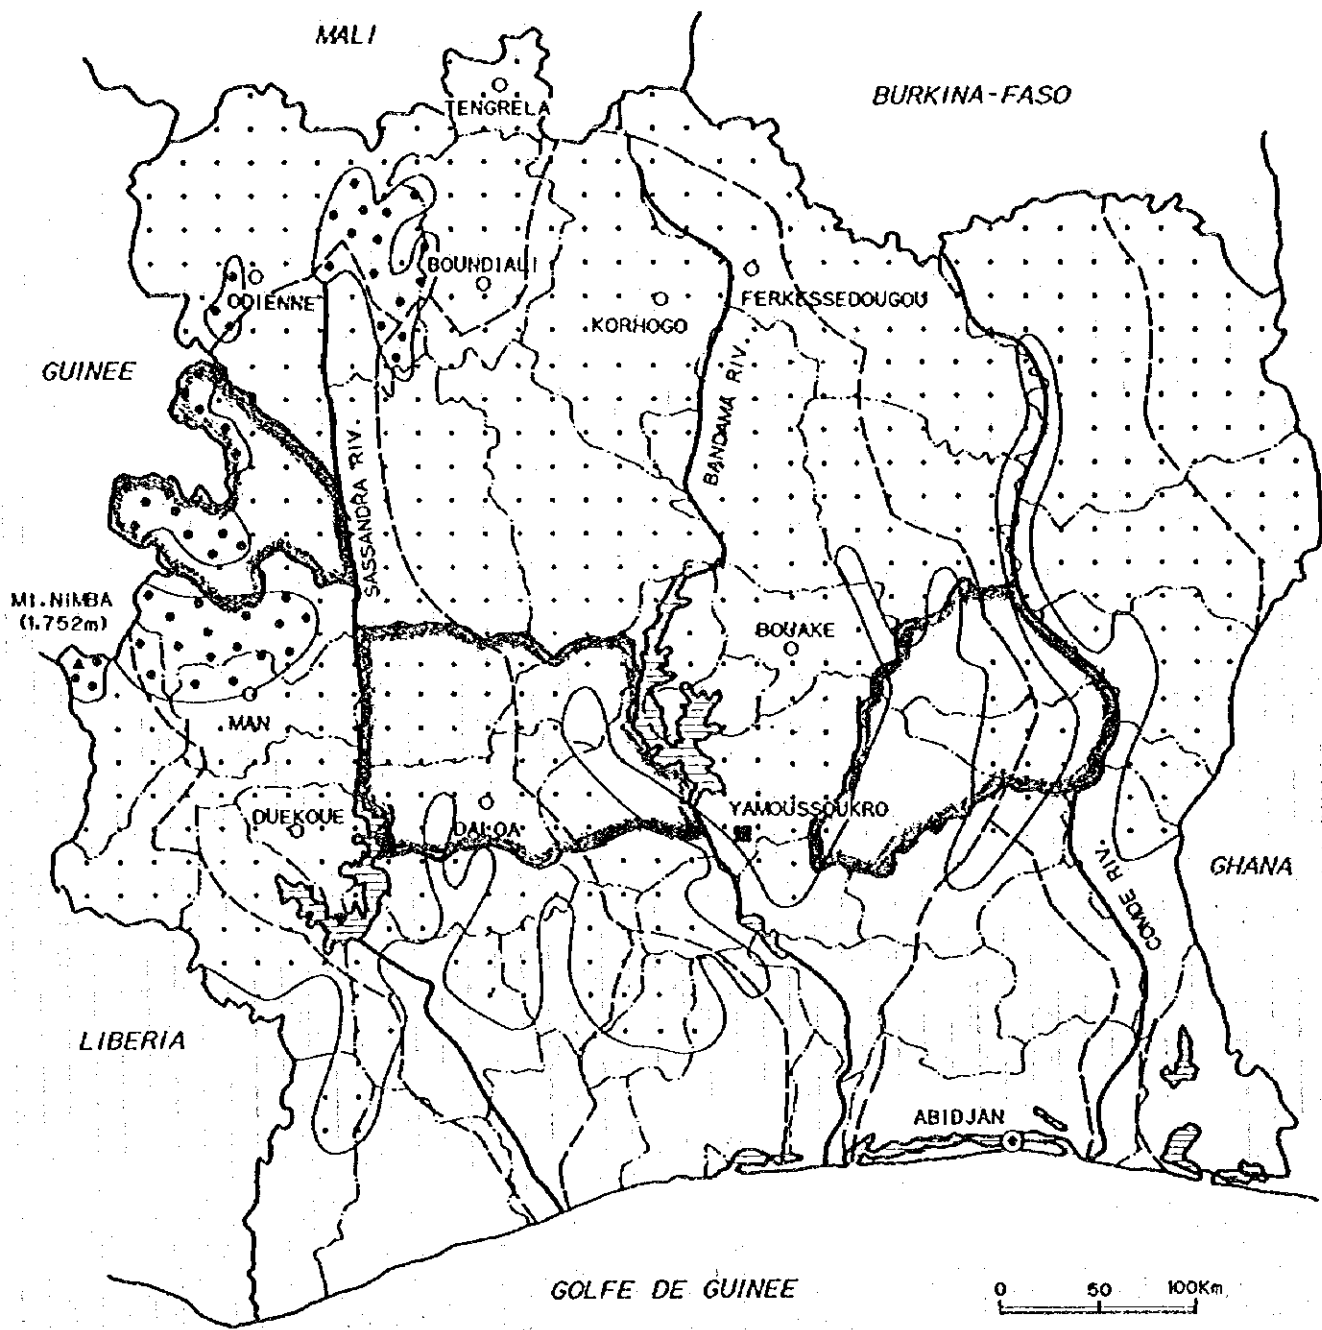 MALI
BURKINA-FASO
TENGRELA
BOUNDIALI
ODIENNE
FERKESSEDOUGOU
KORHOGO
GUINEE
BANDAMA RIV.
SASSANDRA RIV.
Mt. NIMBA
(1.752m)
BOUAKE
MAN
YAMOUSSOUKRO
DUEKOUE
DALOA
GHANA
COMOE RIV.
LIBERIA
ABIDJAN
GOLFE DE GUINEE
0 50 100Km